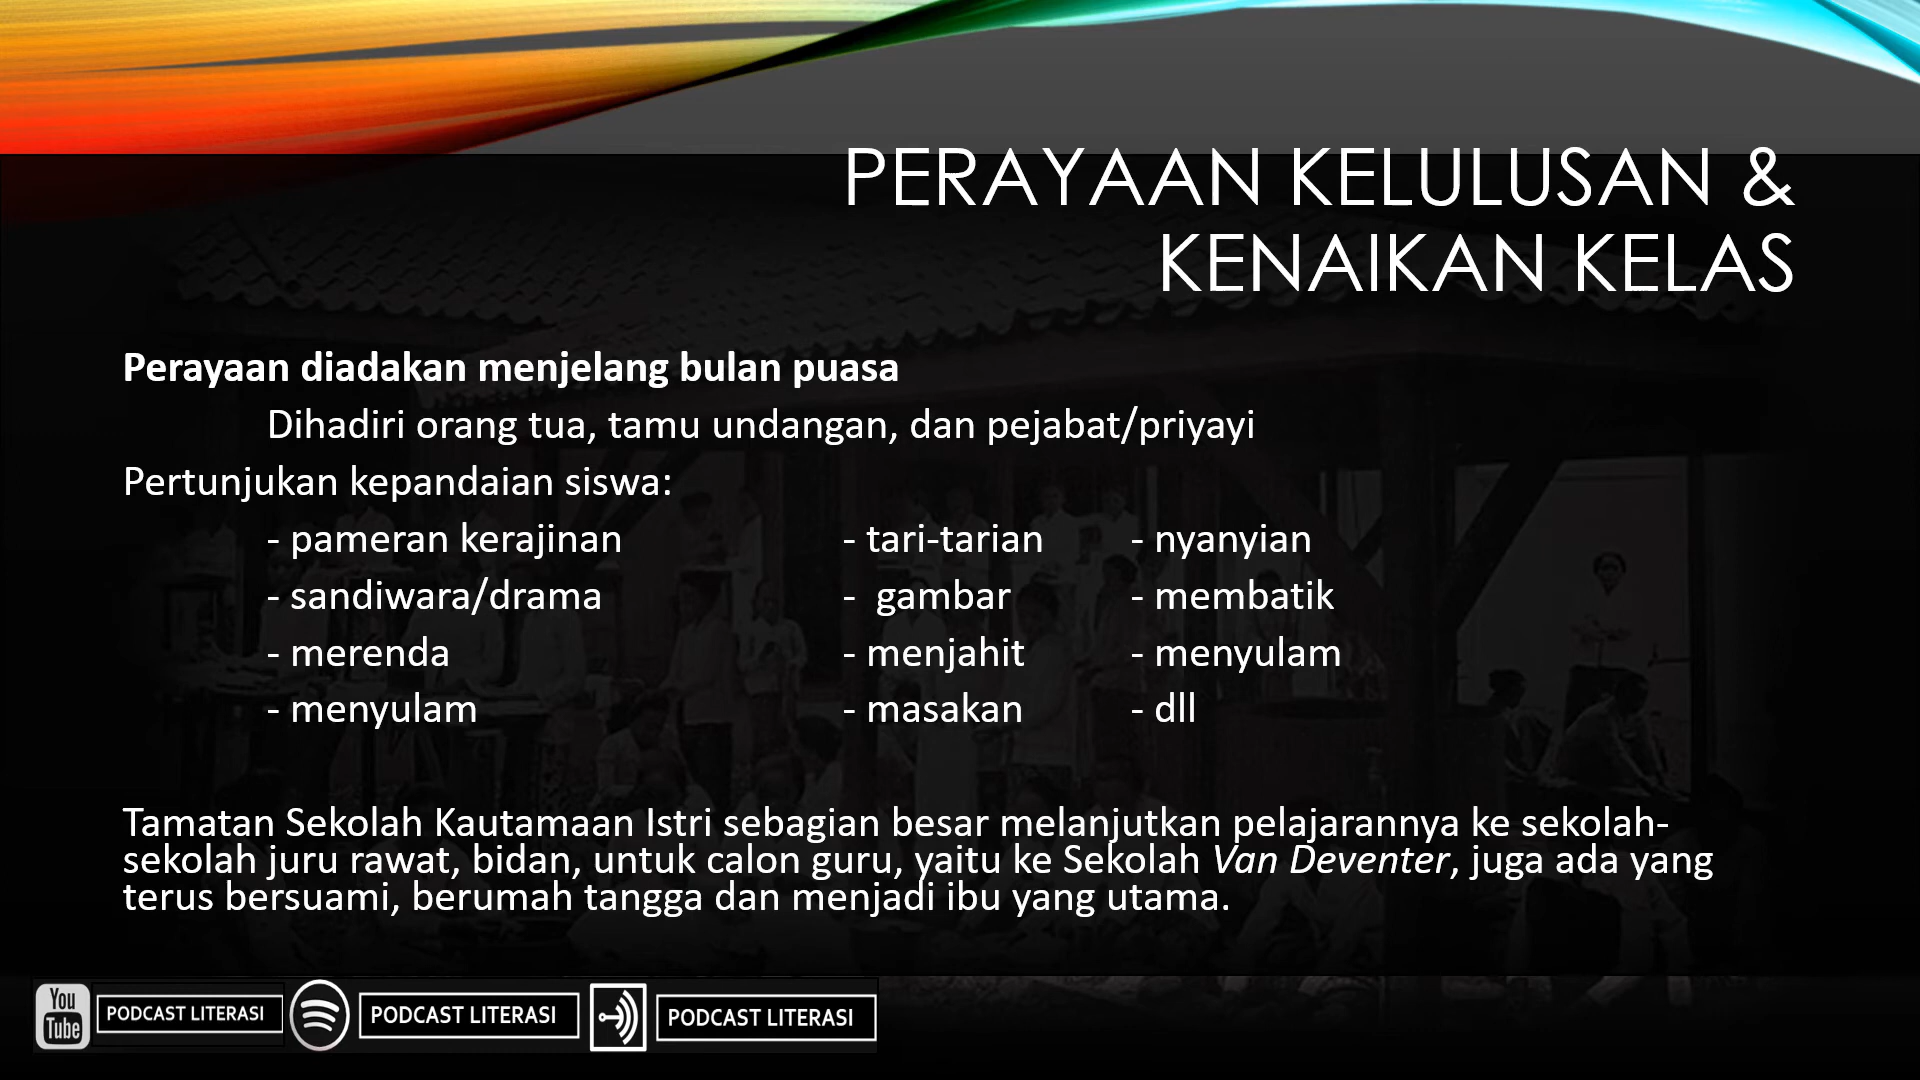 PERAYAAN KELULUSAN &
KENAIKAN KELAS
Perayaan diadakan menjelang bulan puasa
Dihadiri orang tua, tamu undangan, dan pejabat/priyayi
Pertunjukan kepandaian siswa:
- pameran kerajinan - tari-tarian - nyanyian
- sandiwara/drama - gambar - membatik
- merenda - menjahit - menyulam
- menyulam - masakan - dll
Tamatan Sekolah Kautamaan Istri sebagian besar melanjutkan pelajarannya ke sekolah-
sekolah juru rawat, bidan, untuk calon guru, yaitu ke Sekolah Van Deventer, juga ada yang
terus bersuami, berumah tangga dan menjadi ibu yang utama.
You Tube PODCAST LITERASI PODCAST LITERASI PODCAST LITERASI